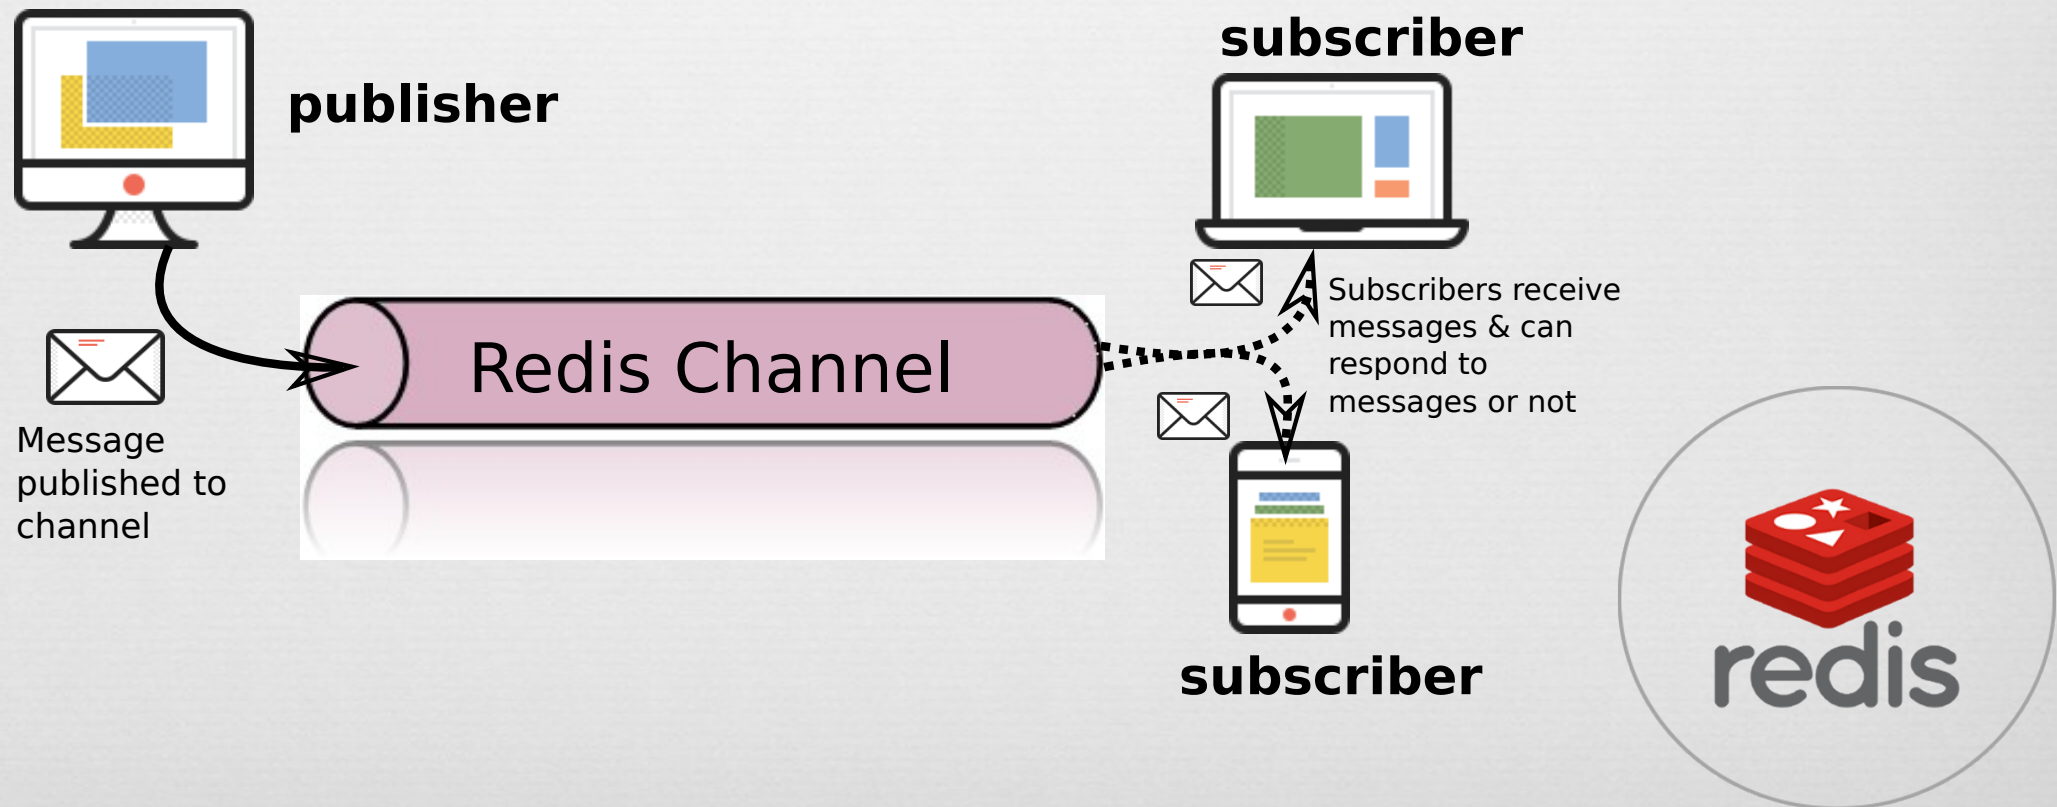 publisher
subscriber
Message
published to
channel
Redis Channel
Subscribers receive
messages & can
respond to
messages or not
subscriber
redis